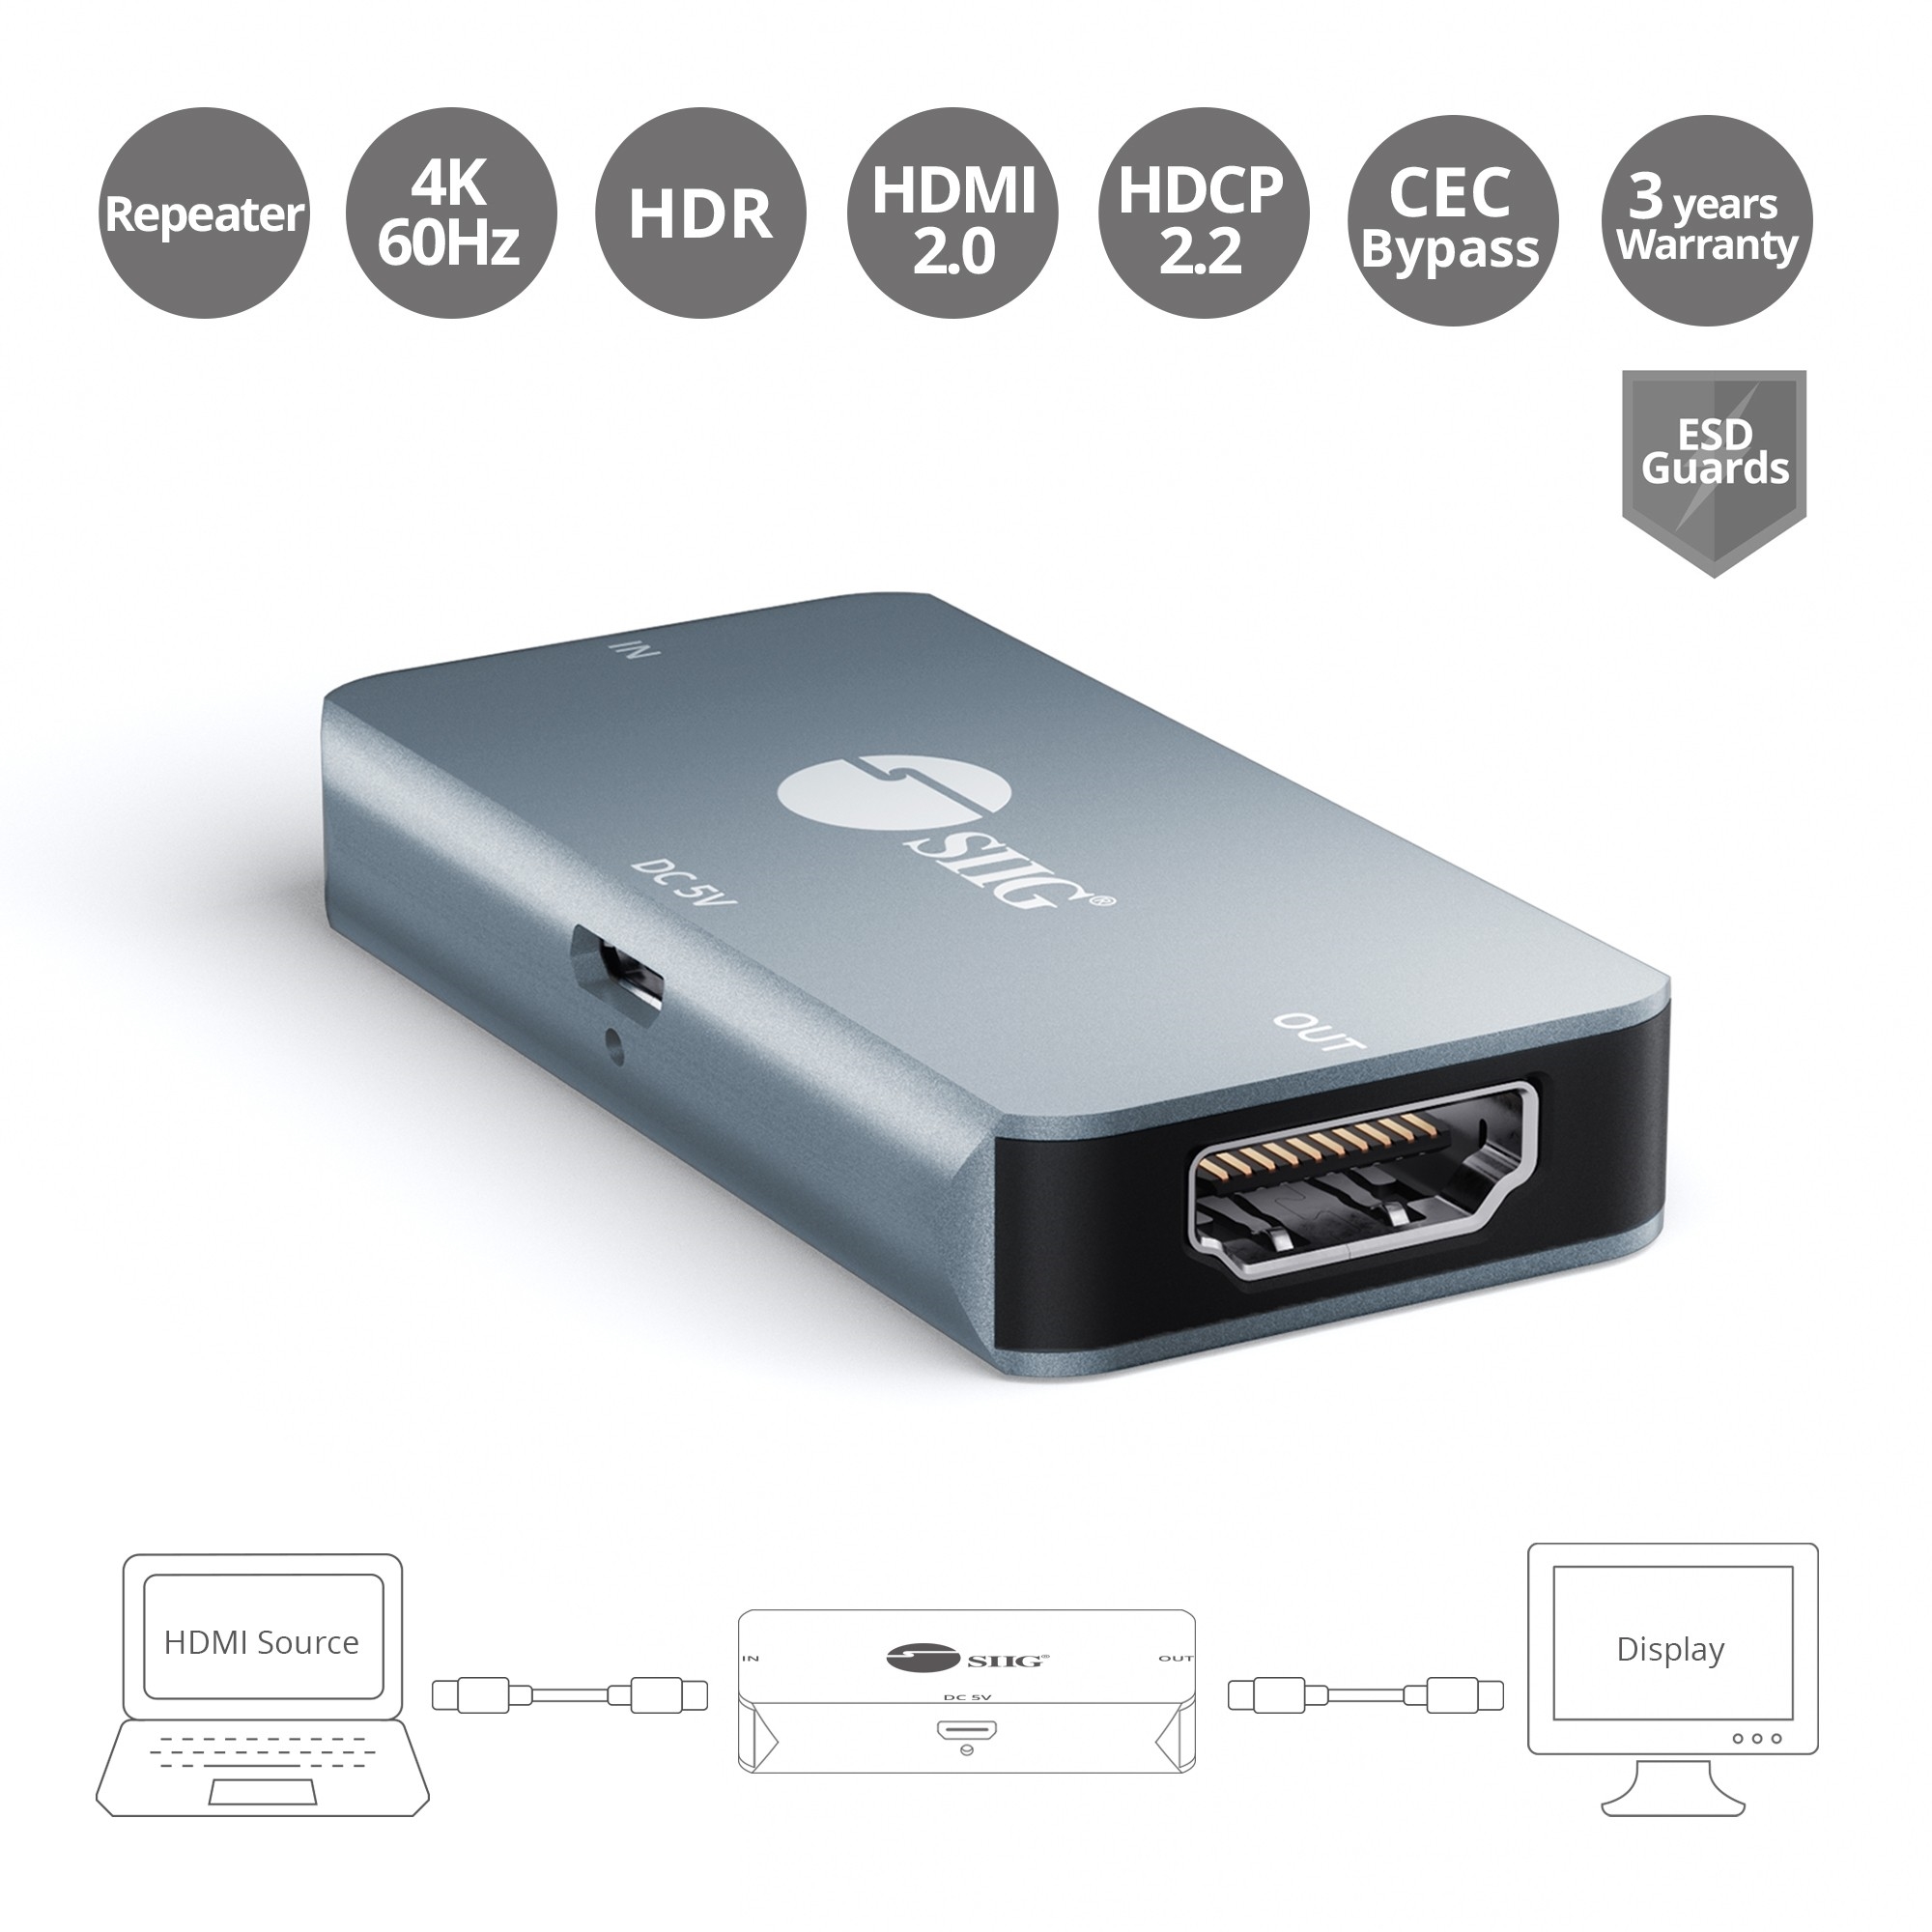 Repeater
4K
60Hz
HDR
HDMI
2.0
HDCP
2.2
CEC
Bypass
3 years
Warranty
ESD
Guards
IN
SIIG®
DC 5V
OUT
HDMI Source
IN
SIIG®
OUT
DC 5V
Display